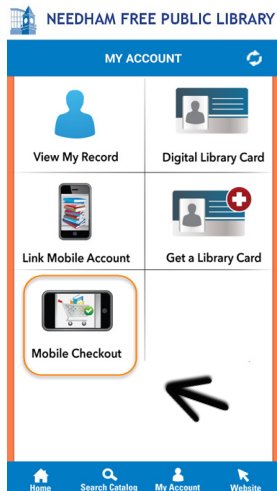 NEEDHAM FREE PUBLIC LIBRARY
MY ACCOUNT
View My Record
Digital Library Card
Link Mobile Account
Get a Library Card
Mobile Checkout
Home Search Catalog My Account Website